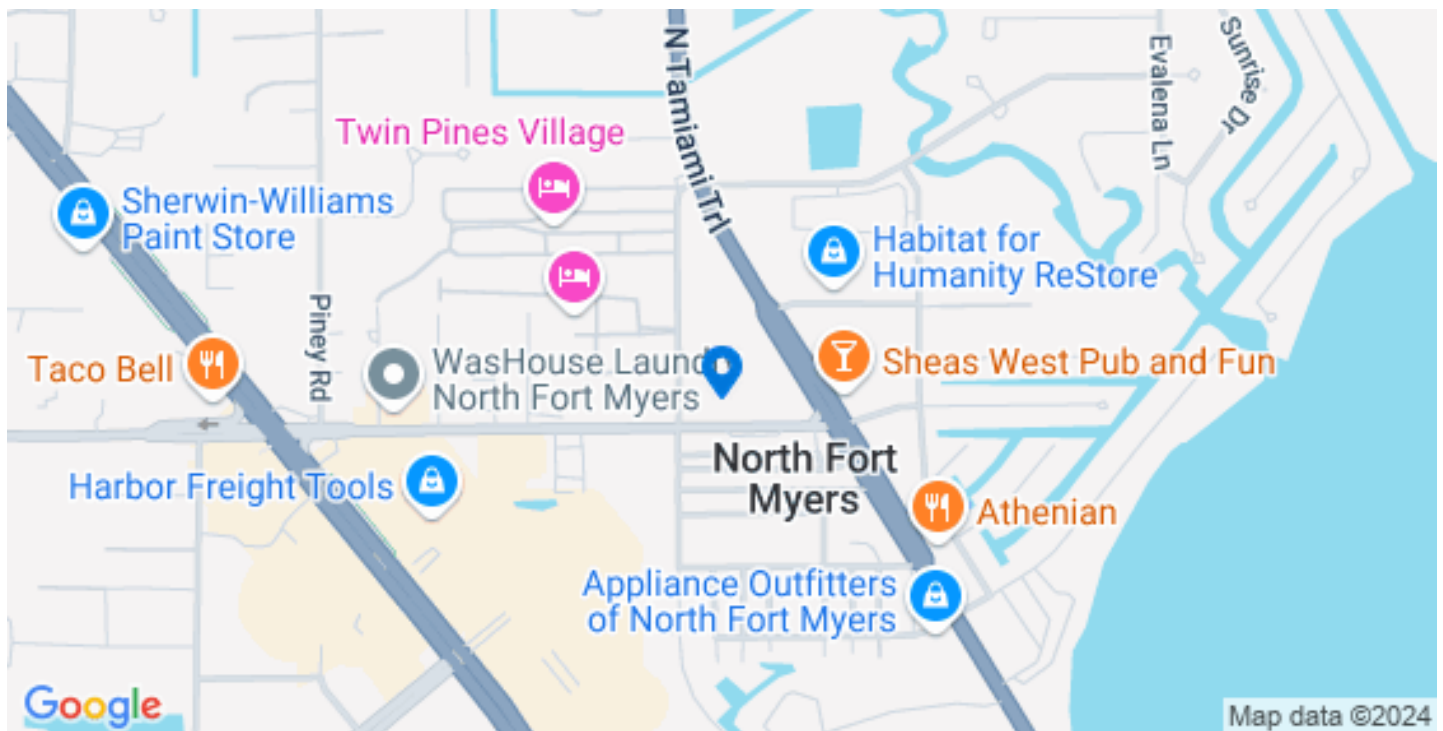 N Tamiami Trl
Evalena Ln
Sunrise Dr
Twin Pines Village
Sherwin-Williams
Paint Store
Habitat for
Humanity ReStore
Piney Rd
Taco Bell
WasHouse Laund
North Fort Myers
Sheas West Pub and Fun
North Fort
Myers
Harbor Freight Tools
Athenian
Appliance Outfitters
of North Fort Myers
Google
Map data ©2024